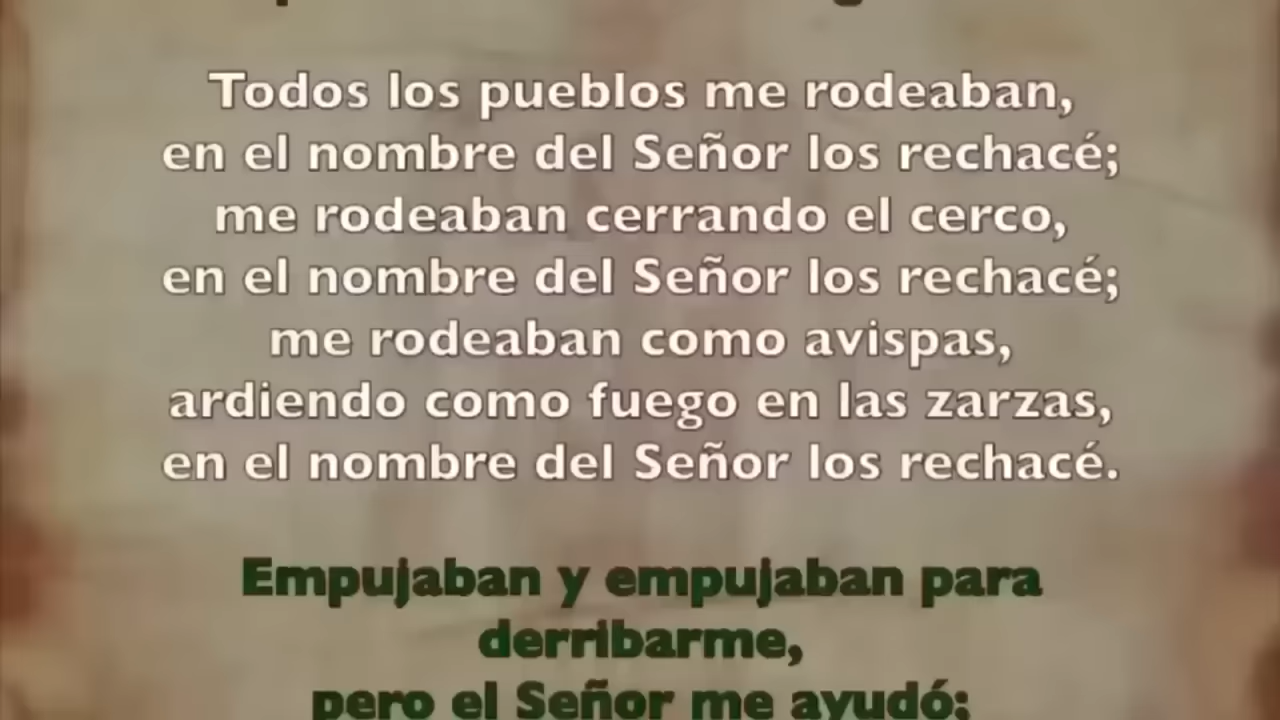 Todos los pueblos me rodeaban,
en el nombre del Señor los rechacé;
me rodeaban cerrando el cerco,
en el nombre del Señor los rechacé;
me rodeaban como avispas,
ardiendo como fuego en las zarzas,
en el nombre del Señor los rechacé.
Empujaban y empujaban para
derribarme,
pero el Señor me ayudó;